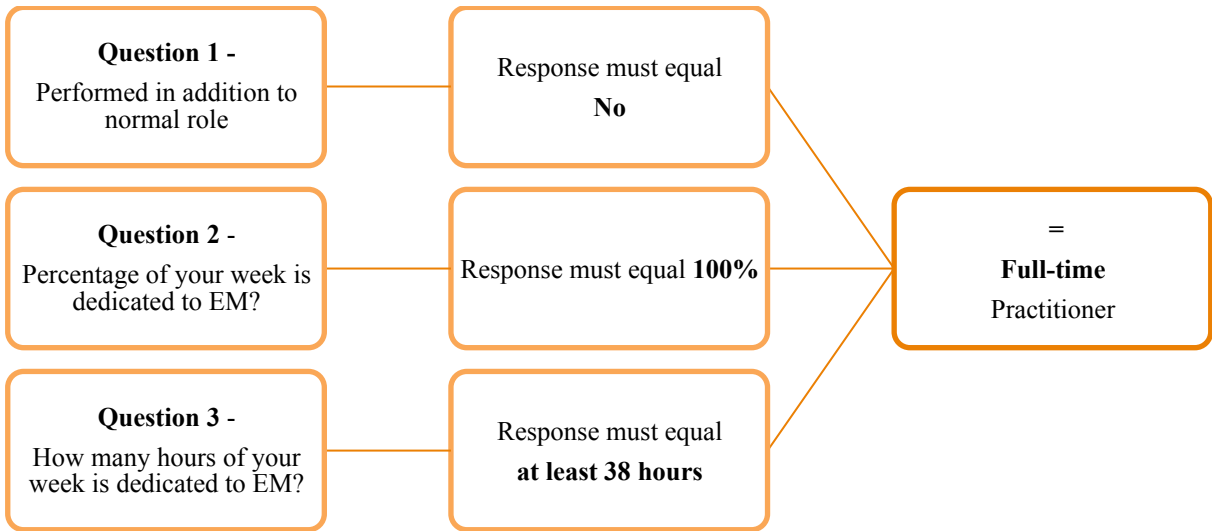 Question 1 -
Performed in addition to
normal role
Response must equal
No
Question 2 -
Percentage of your week is
dedicated to EM?
Response must equal 100%
=
Full-time
Practitioner
Question 3 -
How many hours of your
week is dedicated to EM?
Response must equal
at least 38 hours